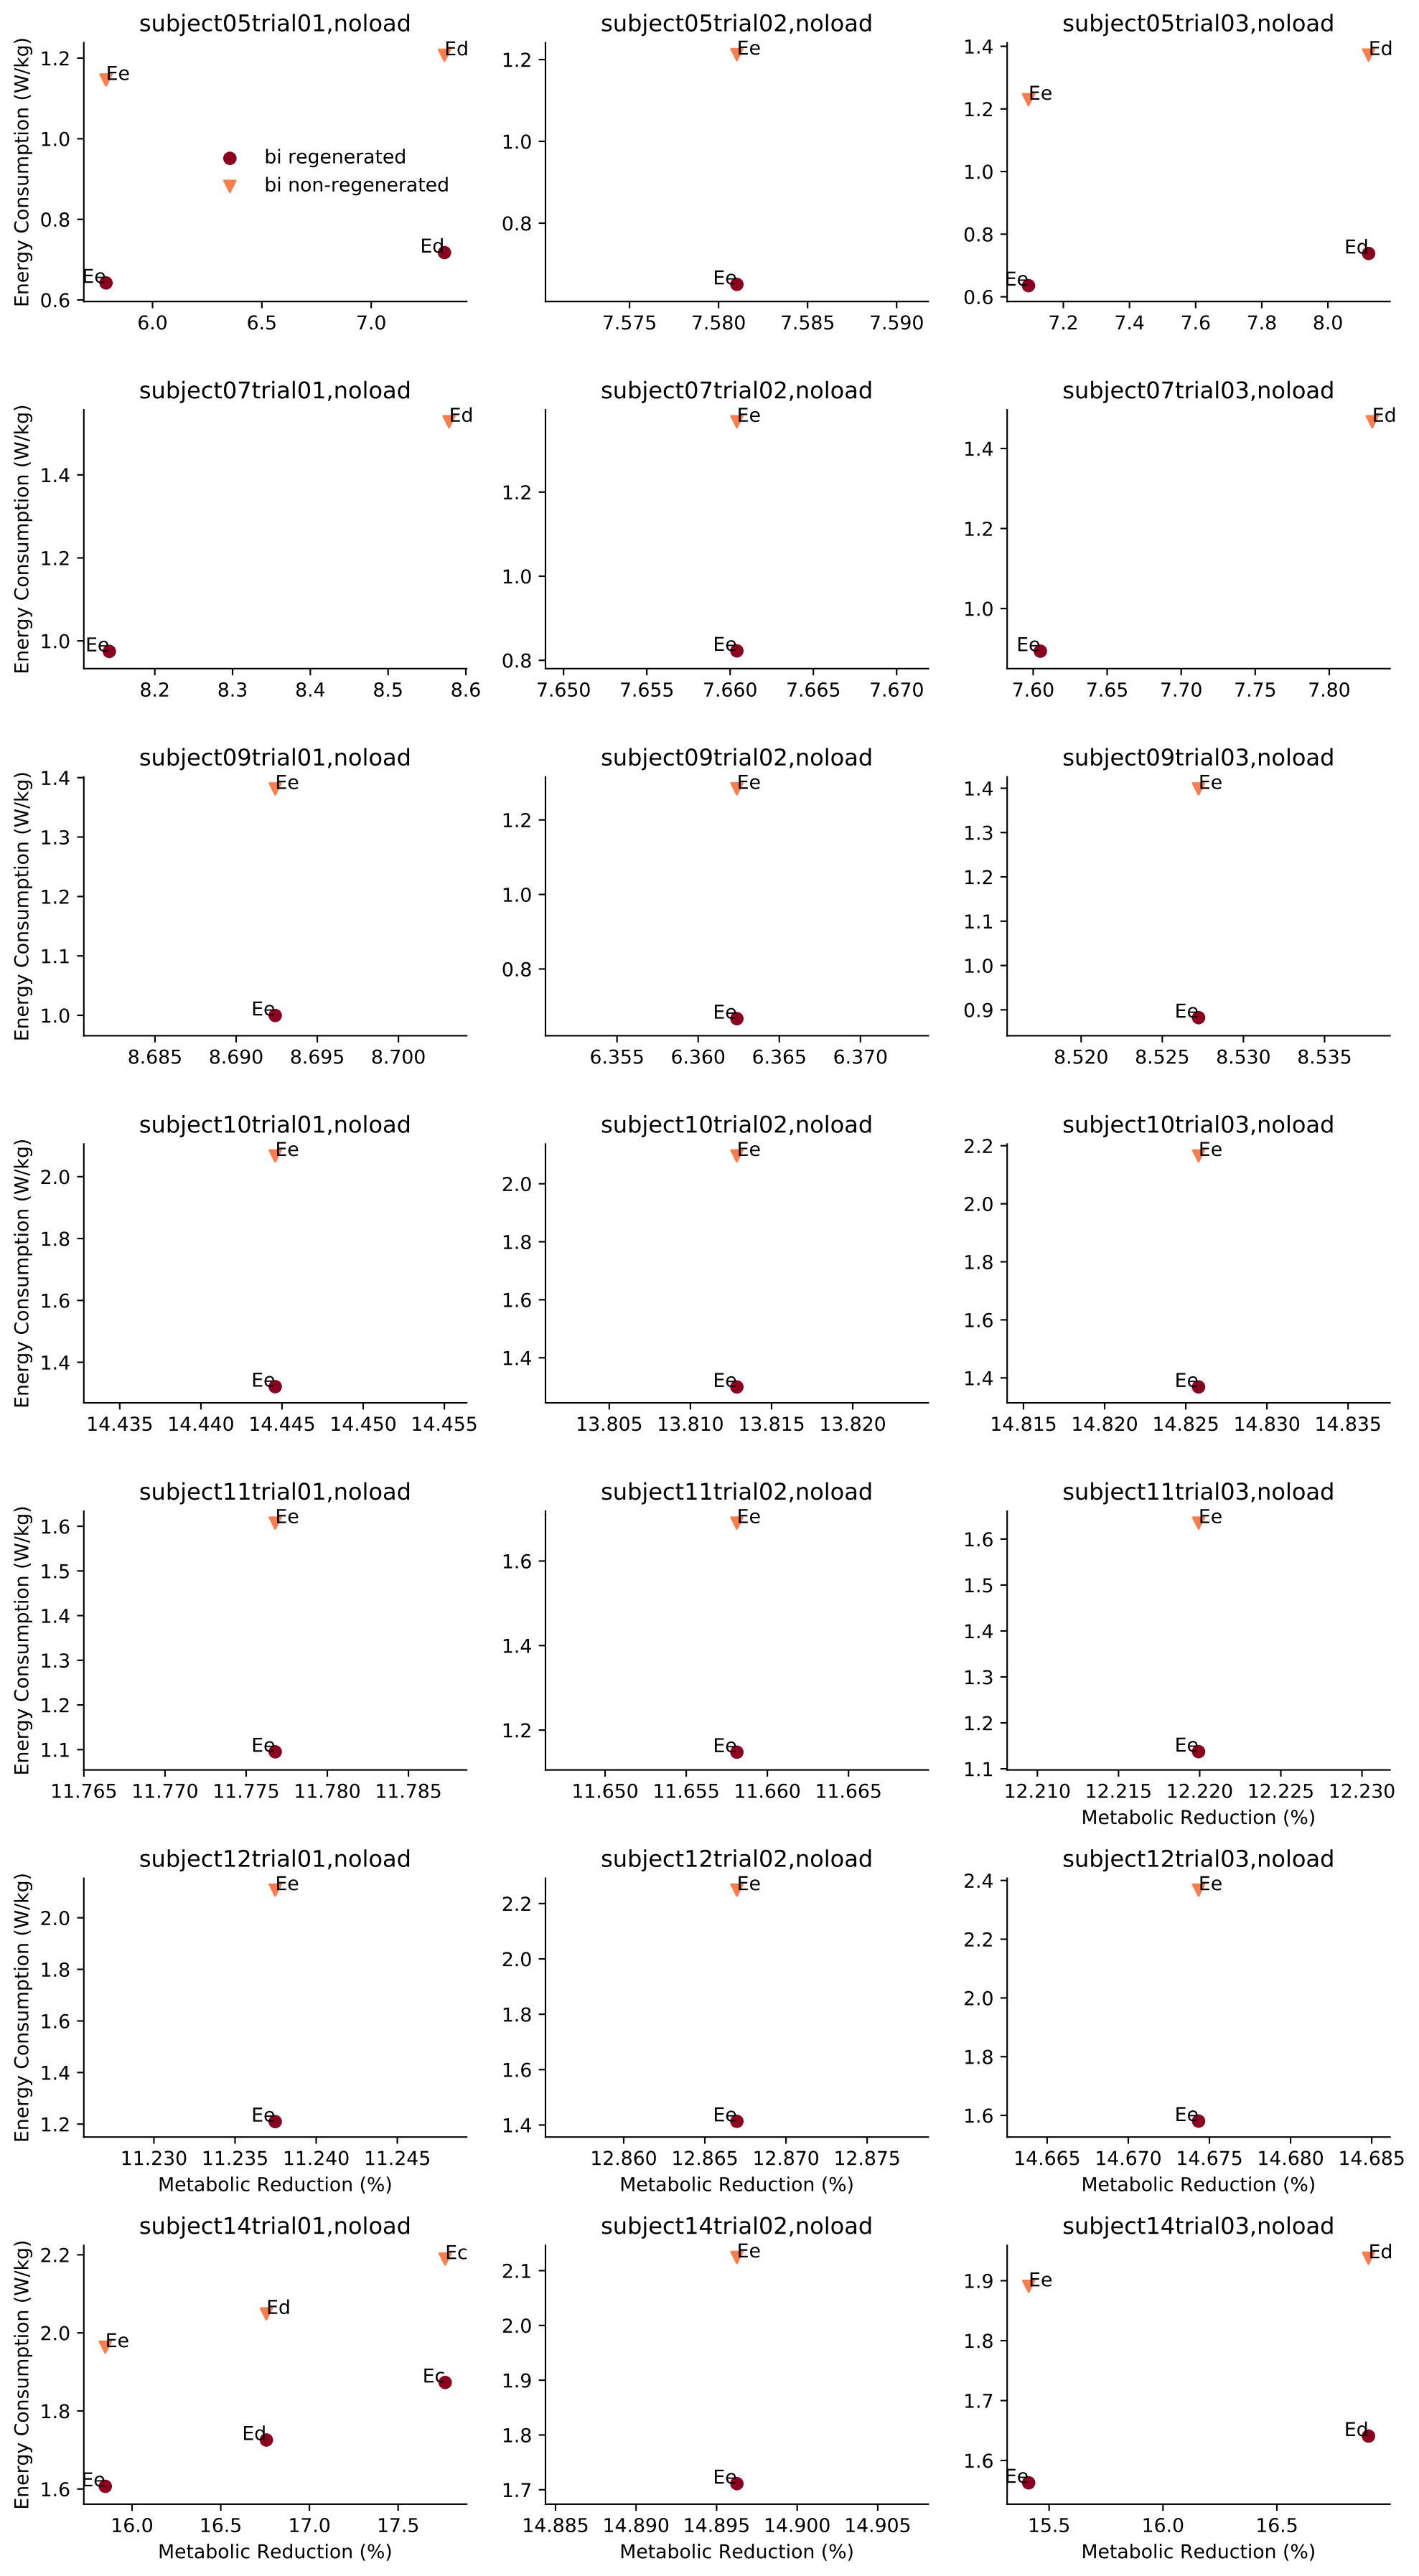 subject05trial01,noload
subject05trial02,noload
subject05trial03,noload
Energy Consumption (W/kg)
1.2
1.0
0.8
0.6
Ee
Ed
bi regenerated
bi non-regenerated
Ee
Ed
6.0 6.5 7.0
1.2
1.0
0.8
Ee
Ee
7.575 7.580 7.585 7.590
1.4
1.2
1.0
0.8
0.6
Ee
Ed
Ee
Ed
7.2 7.4 7.6 7.8 8.0
subject07trial01,noload
subject07trial02,noload
subject07trial03,noload
Energy Consumption (W/kg)
1.4
1.2
1.0
Ed
Ee
8.2 8.3 8.4 8.5 8.6
1.2
1.0
0.8
Ee
Ee
7.650 7.655 7.660 7.665 7.670
1.4
1.2
1.0
Ed
Ee
7.60 7.65 7.70 7.75 7.80
subject09trial01,noload
subject09trial02,noload
subject09trial03,noload
Energy Consumption (W/kg)
1.4
1.3
1.2
1.1
1.0
Ee
Ee
8.685 8.690 8.695 8.700
1.2
1.0
0.8
Ee
Ee
6.355 6.360 6.365 6.370
1.4
1.3
1.2
1.1
1.0
0.9
Ee
Ee
8.520 8.525 8.530 8.535
subject10trial01,noload
subject10trial02,noload
subject10trial03,noload
Energy Consumption (W/kg)
2.0
1.8
1.6
1.4
Ee
Ee
14.435 14.440 14.445 14.450 14.455
2.0
1.8
1.6
1.4
Ee
Ee
13.805 13.810 13.815 13.820
2.2
2.0
1.8
1.6
1.4
Ee
Ee
14.815 14.820 14.825 14.830 14.835
subject11trial01,noload
subject11trial02,noload
subject11trial03,noload
Energy Consumption (W/kg)
1.6
1.5
1.4
1.3
1.2
1.1
Ee
Ee
11.765 11.770 11.775 11.780 11.785
1.6
1.4
1.2
Ee
Ee
11.650 11.655 11.660 11.665
1.6
1.5
1.4
1.3
1.2
1.1
Ee
Ee
12.210 12.215 12.220 12.225 12.230
Metabolic Reduction (%)
subject12trial01,noload
subject12trial02,noload
subject12trial03,noload
Energy Consumption (W/kg)
2.0
1.8
1.6
1.4
1.2
Ee
Ee
11.230 11.235 11.240 11.245
Metabolic Reduction (%)
2.2
2.0
1.8
1.6
1.4
Ee
Ee
12.860 12.865 12.870 12.875
Metabolic Reduction (%)
2.4
2.2
2.0
1.8
1.6
Ee
Ee
14.665 14.670 14.675 14.680 14.685
Metabolic Reduction (%)
subject14trial01,noload
subject14trial02,noload
subject14trial03,noload
Energy Consumption (W/kg)
2.2
2.0
1.8
1.6
Ec
Ed
Ee
Ec
Ed
Ee
16.0 16.5 17.0 17.5
Metabolic Reduction (%)
2.1
2.0
1.9
1.8
1.7
Ee
Ee
14.885 14.890 14.895 14.900 14.905
Metabolic Reduction (%)
1.9
1.8
1.7
1.6
Ed
Ee
Ed
Ee
15.5 16.0 16.5
Metabolic Reduction (%)